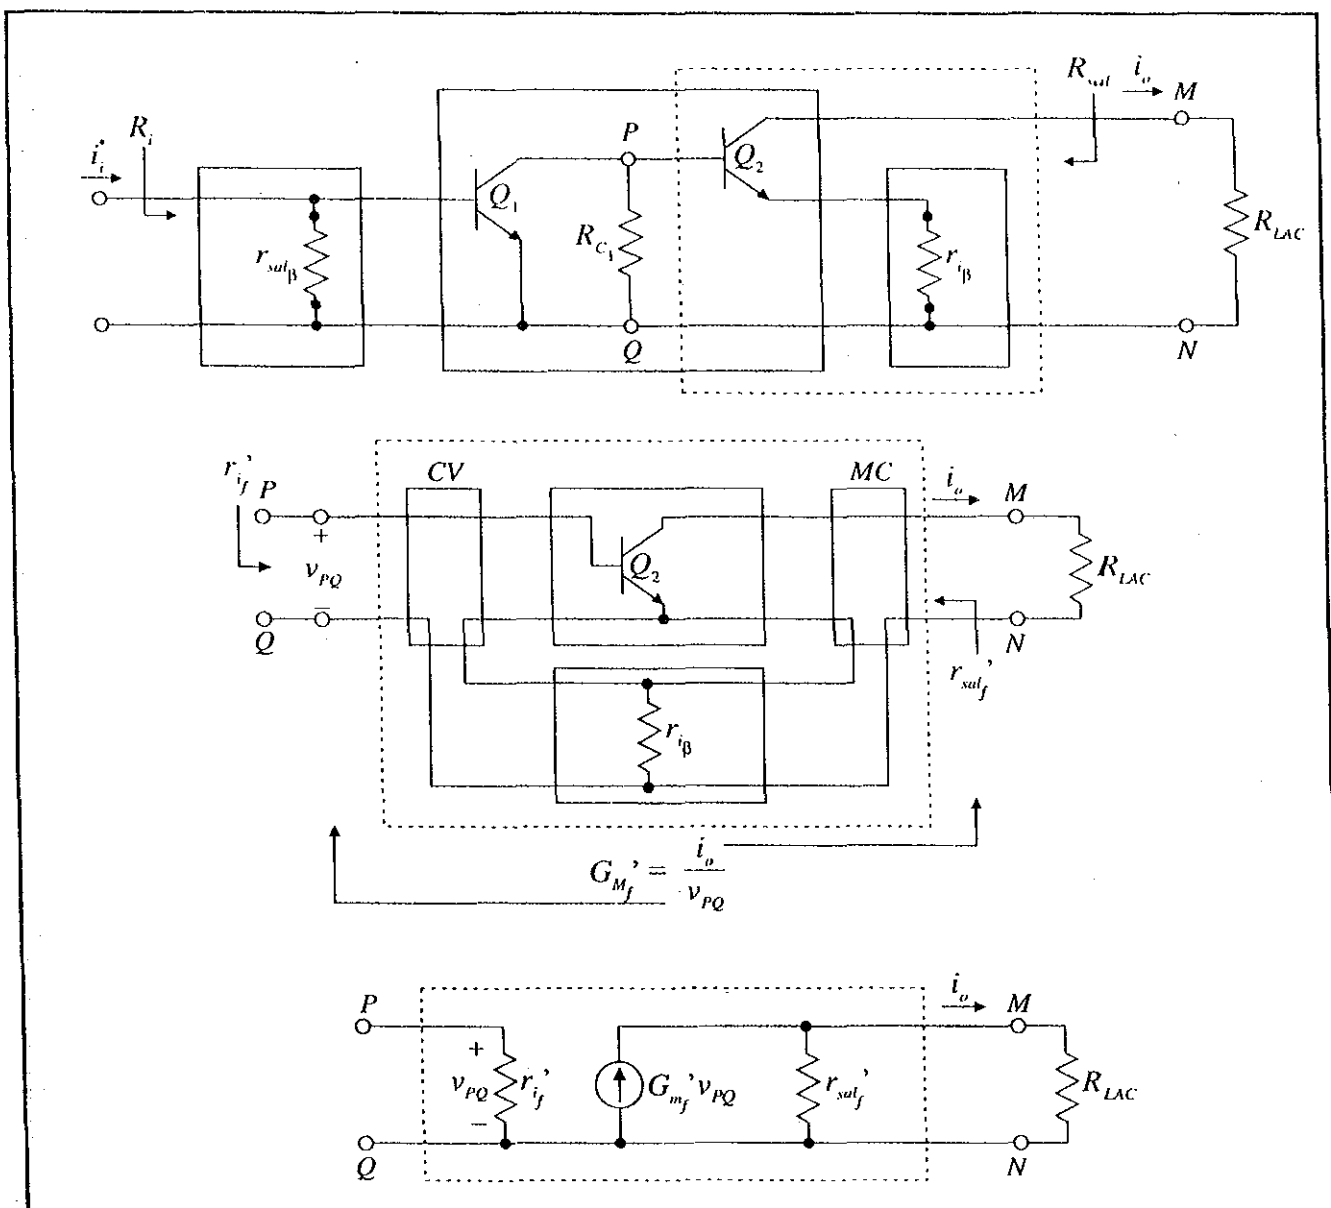 R_sal i_o M
i_i R_i P Q_2
Q_1 R_C1 r_salβ r_iβ R_LAC
Q N
r_if' P CV MC i_o M
+ v_PQ − Q_2 R_LAC
Q N
r_salf'
r_iβ
G_Mf' = i_o / v_PQ
P i_o M
+ v_PQ − r_if' G_mf' v_PQ r_salf' R_LAC
Q N